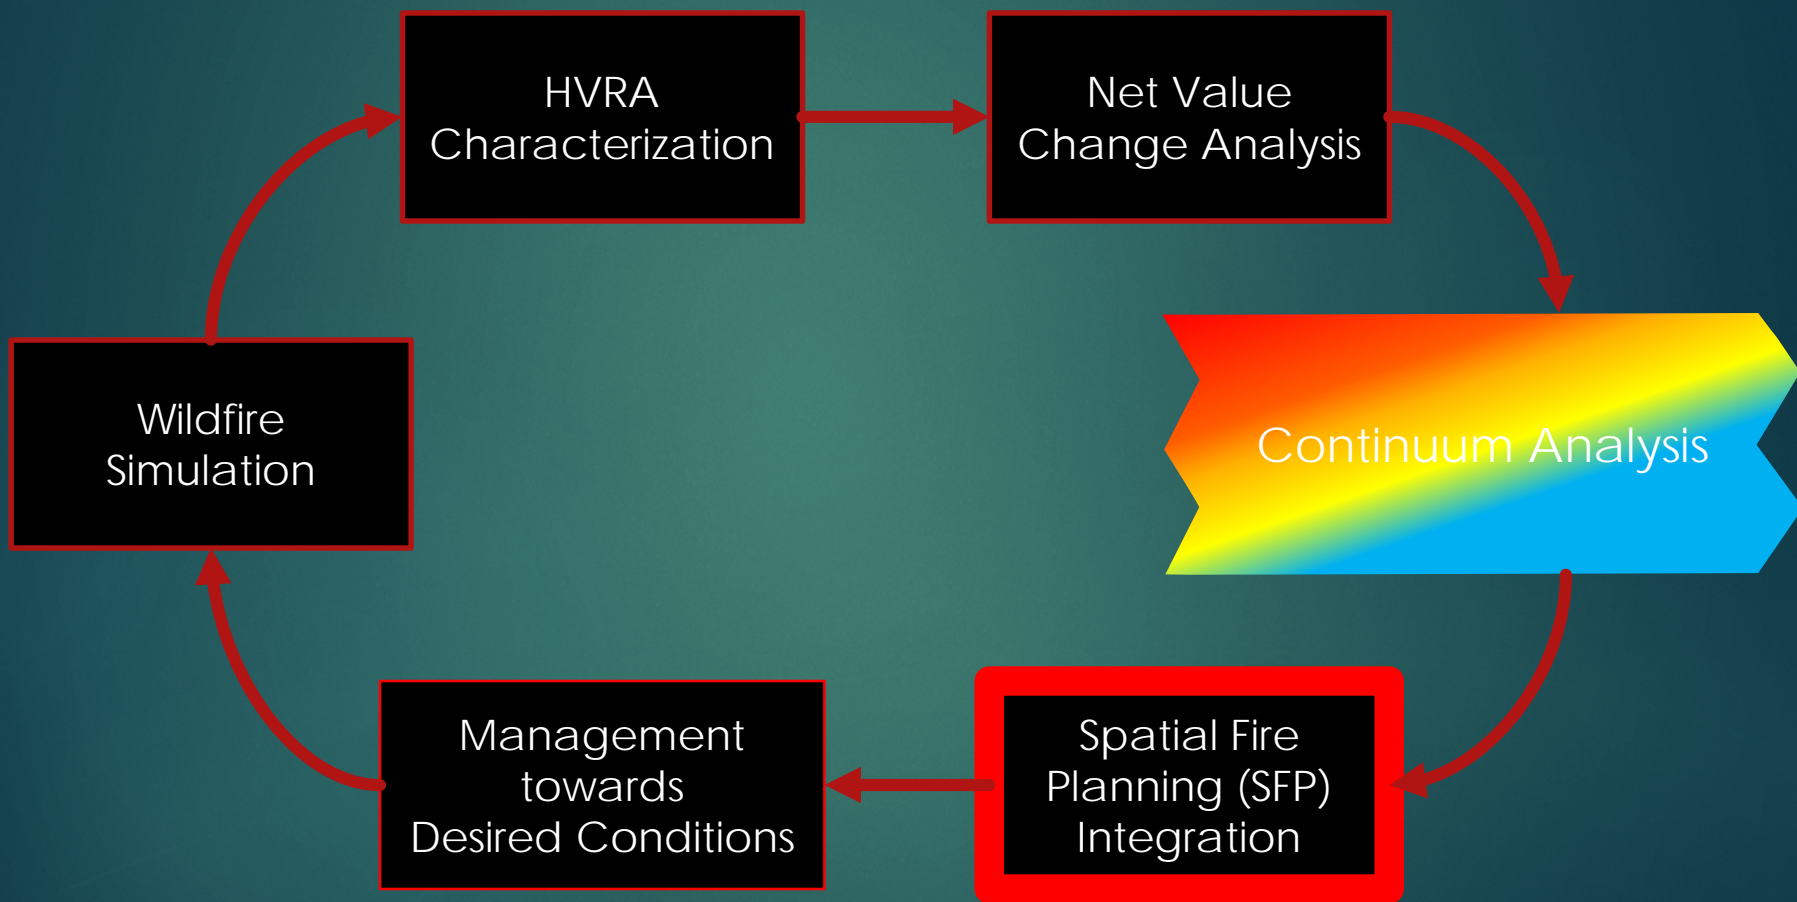 HVRA
Characterization
Net Value
Change Analysis
Continuum Analysis
Spatial Fire
Planning (SFP)
Integration
Management
towards
Desired Conditions
Wildfire
Simulation